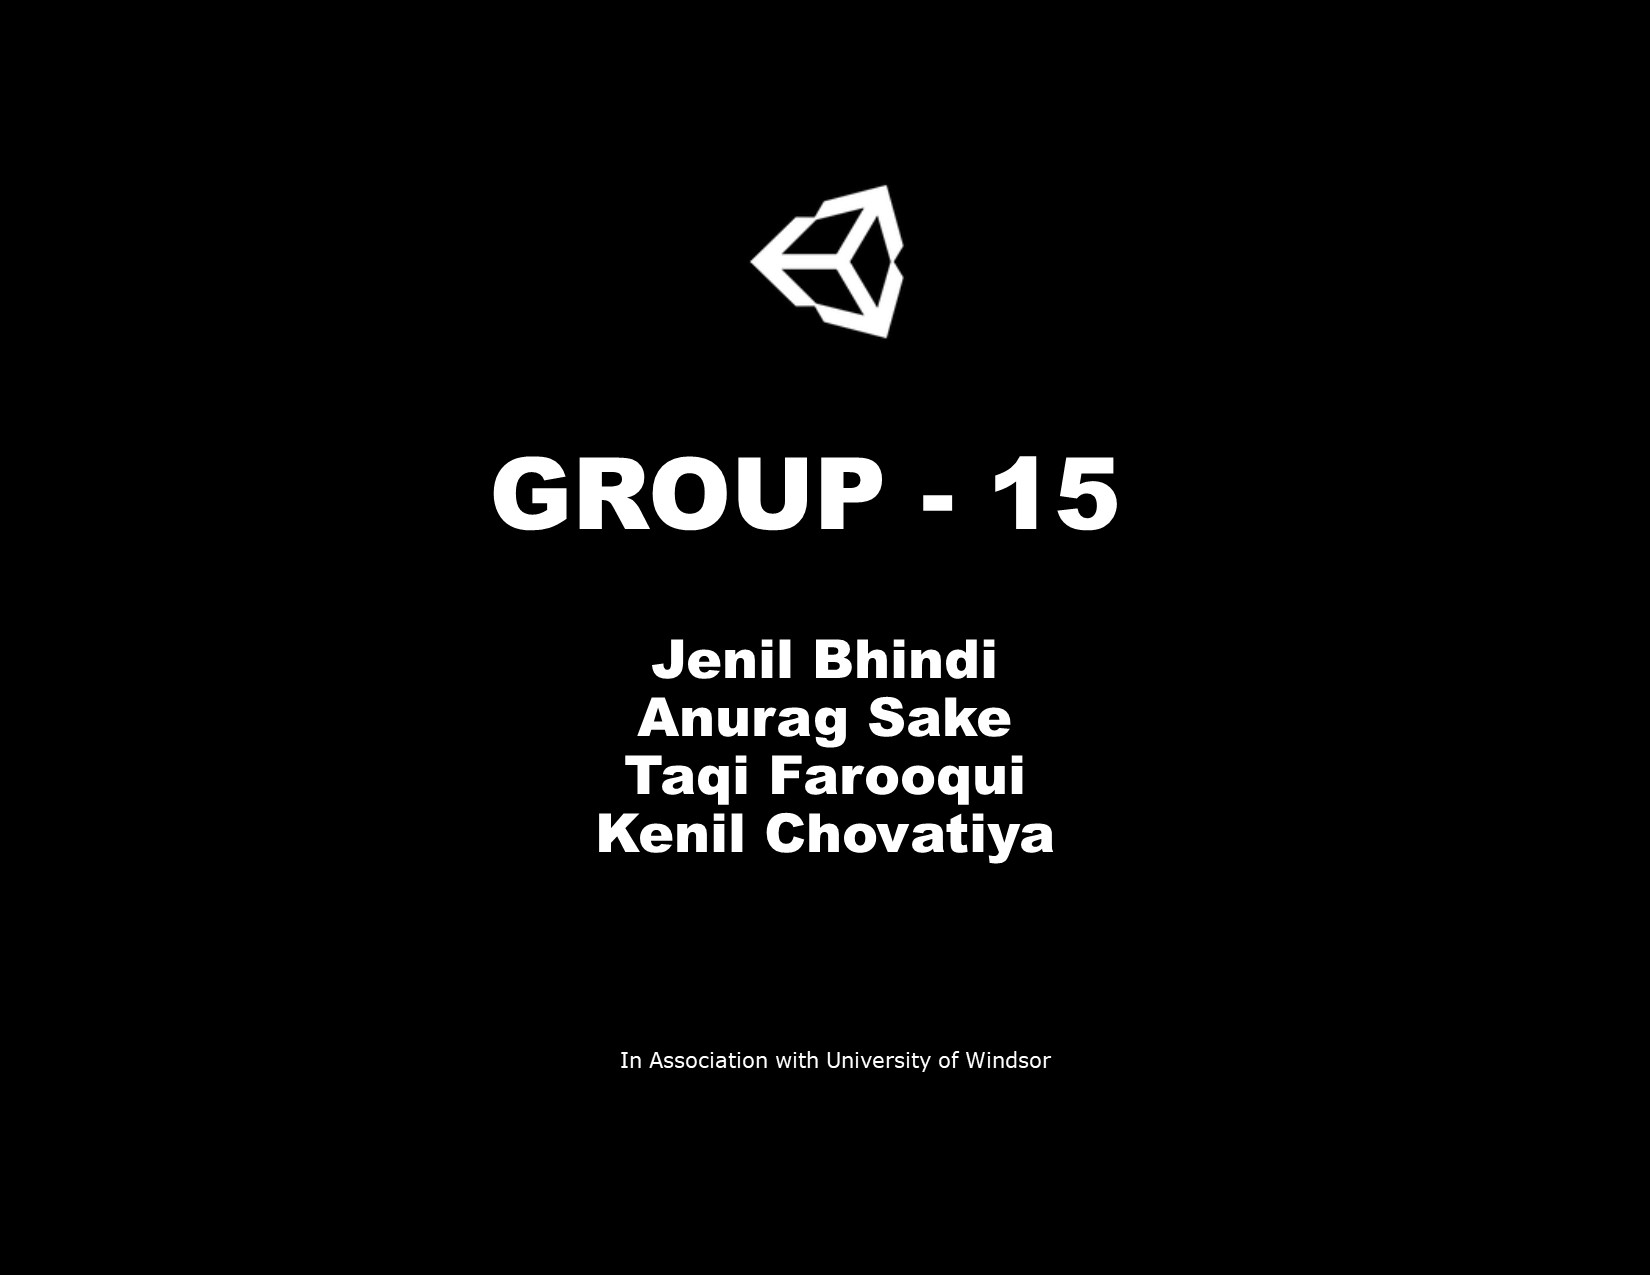 GROUP - 15
Jenil Bhindi
Anurag Sake
Taqi Farooqui
Kenil Chovatiya
In Association with University of Windsor